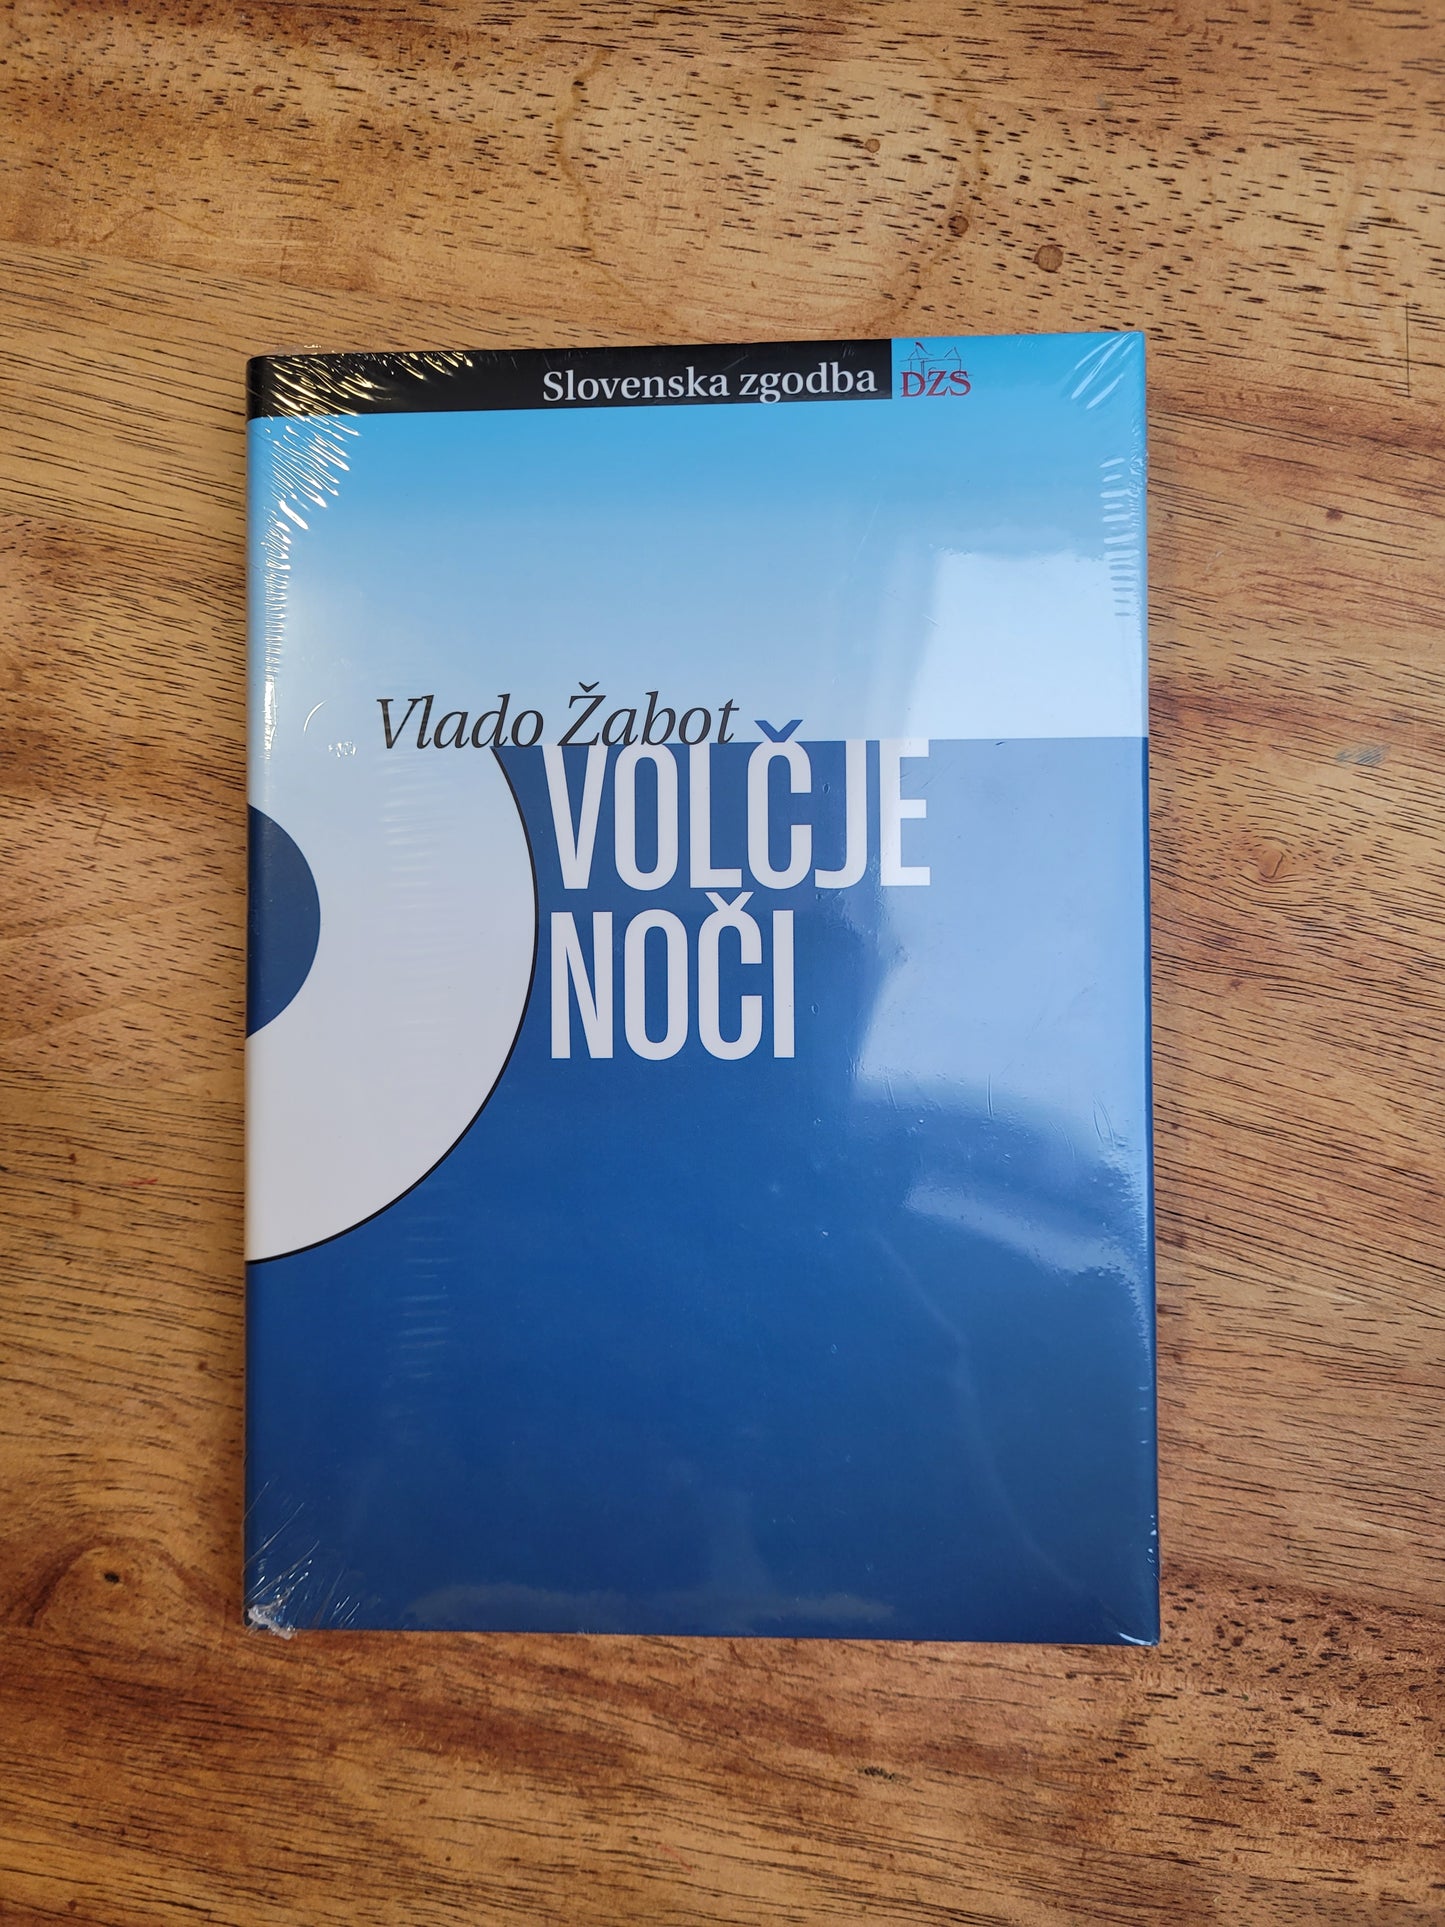 Slovenska zgodba DZS
Vlado Žabot
VOLČJE
NOČI